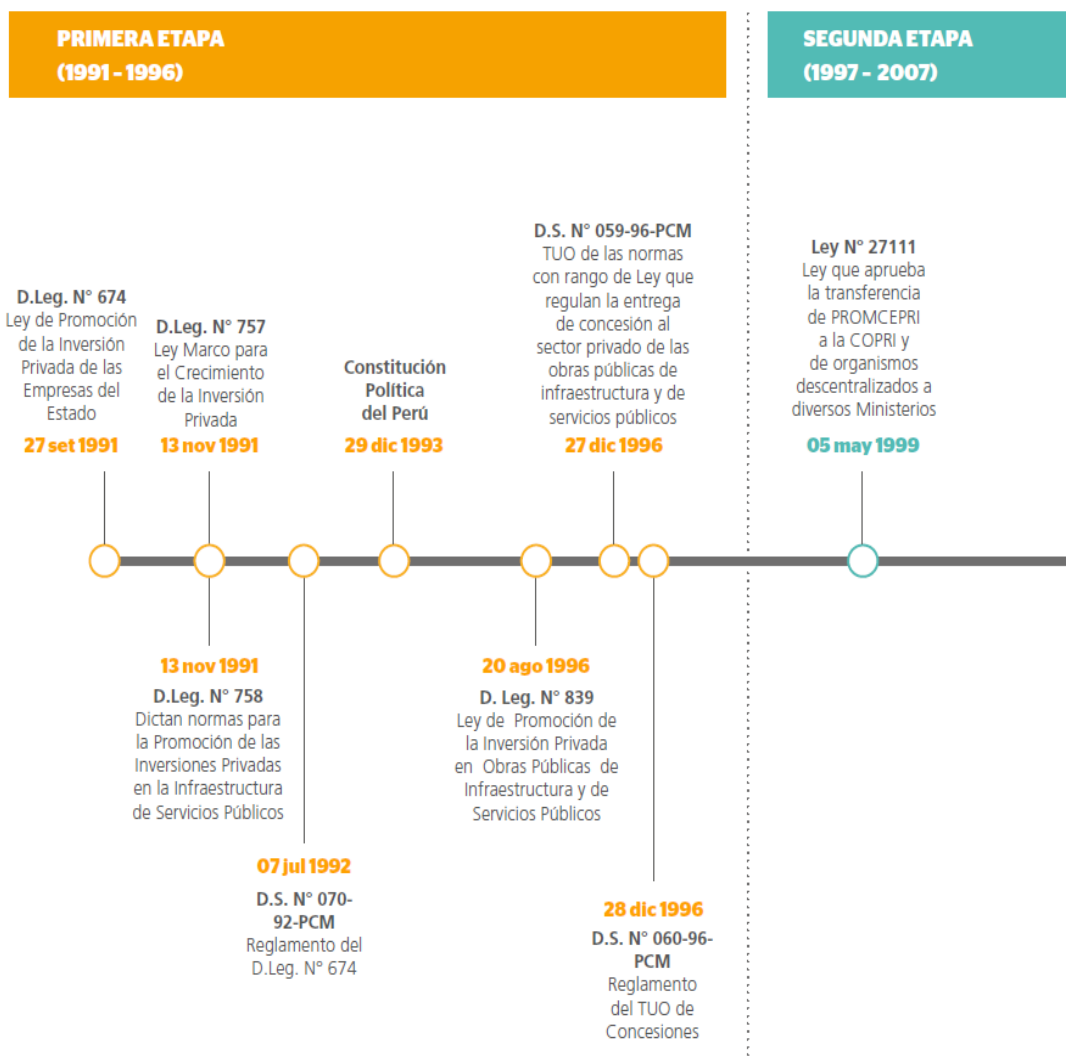 PRIMERA ETAPA
(1991 - 1996)
SEGUNDA ETAPA
(1997 - 2007)
D.Leg. N° 674
Ley de Promoción
de la Inversión
Privada de las
Empresas del
Estado
27 set 1991
D.Leg. N° 757
Ley Marco para
el Crecimiento
de la Inversión
Privada
13 nov 1991
Constitución
Política
del Perú
29 dic 1993
D.S. N° 059-96-PCM
TUO de las normas
con rango de Ley que
regulan la entrega
de concesión al
sector privado de las
obras públicas de
infraestructura y de
servicios públicos
27 dic 1996
Ley N° 27111
Ley que aprueba
la transferencia
de PROMCEPRI
a la COPRI y
de organismos
descentralizados a
diversos Ministerios
05 may 1999
13 nov 1991
D.Leg. N° 758
Dictan normas para
la Promoción de las
Inversiones Privadas
en la Infraestructura
de Servicios Públicos
07 jul 1992
D.S. N° 070-
92-PCM
Reglamento del
D.Leg. N° 674
20 ago 1996
D. Leg. N° 839
Ley de Promoción de
la Inversión Privada
en Obras Públicas de
Infraestructura y de
Servicios Públicos
28 dic 1996
D.S. N° 060-96-
PCM
Reglamento
del TUO de
Concesiones